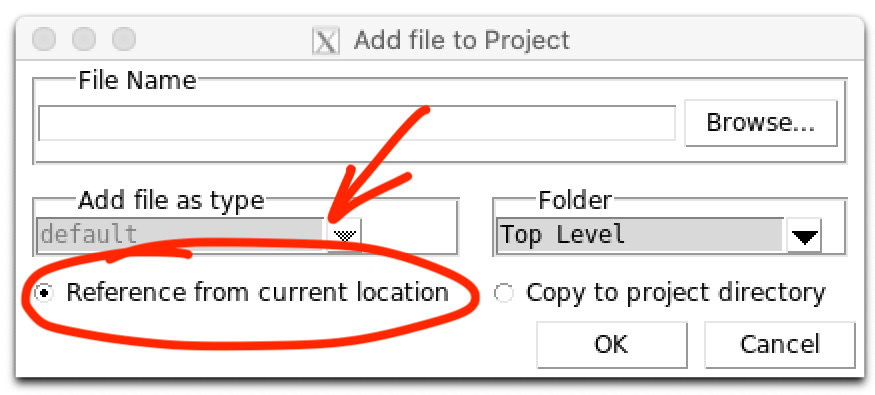 Add file to Project
File Name
Browse...
Add file as type
Folder
default
Top Level
Reference from current location
Copy to project directory
OK
Cancel